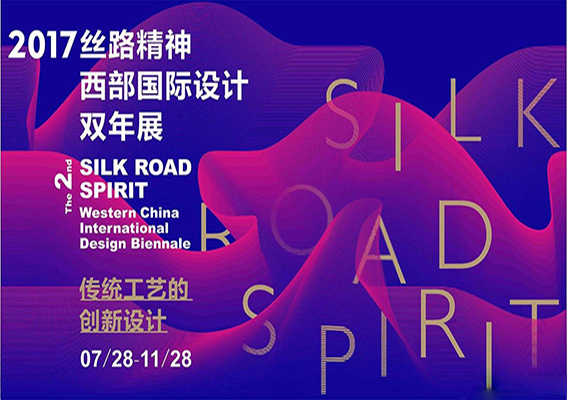 2017丝路精神
西部国际设计
双年展
The 2nd
SILK ROAD
SPIRIT
Western China
International
Design Biennale
传统工艺的
创新设计
07/28-11/28
SILK
ROAD
SPIRIT